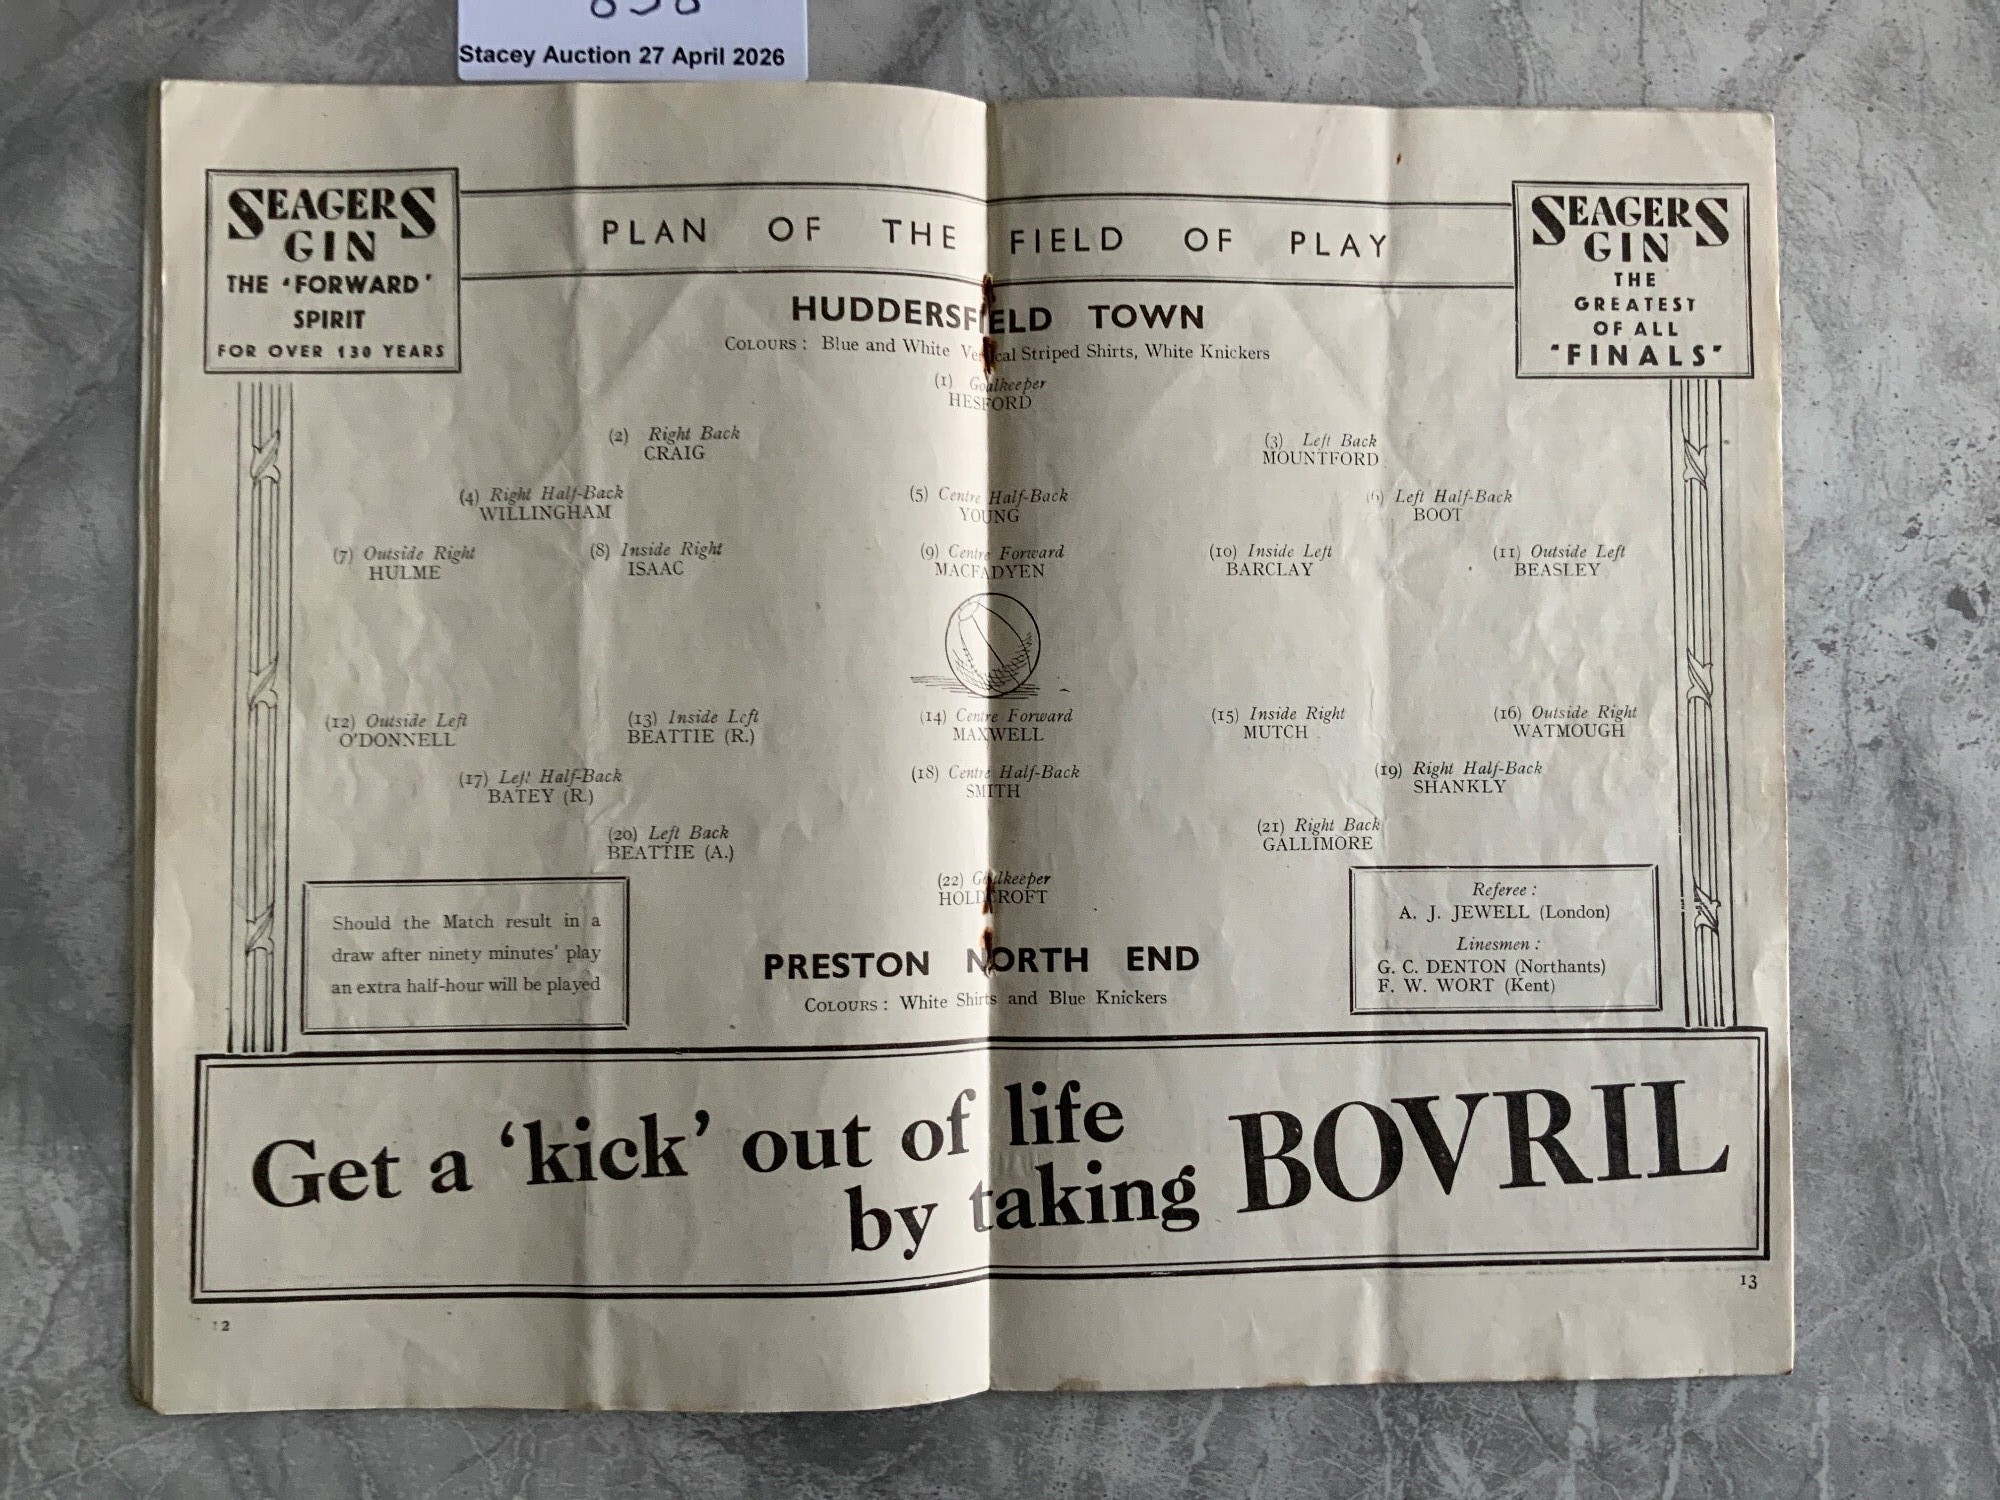 Stacey Auction 27 April 2026
SEAGERS
GIN
THE 'FORWARD'
SPIRIT
FOR OVER 130 YEARS
PLAN OF THE FIELD OF PLAY
SEAGERS
GIN
THE
GREATEST
OF ALL
"FINALS"
HUDDERSFIELD TOWN
COLOURS : Blue and White Vertical Striped Shirts, White Knickers
(1) Goalkeeper
HESFORD
(2) Right Back
CRAIG
(3) Left Back
MOUNTFORD
(4) Right Half-Back
WILLINGHAM
(5) Centre Half-Back
YOUNG
(6) Left Half-Back
BOOT
(7) Outside Right
HULME
(8) Inside Right
ISAAC
(9) Centre Forward
MACFADYEN
(10) Inside Left
BARCLAY
(11) Outside Left
BEASLEY
(12) Outside Left
O'DONNELL
(13) Inside Left
BEATTIE (R.)
(14) Centre Forward
MAXWELL
(15) Inside Right
MUTCH
(16) Outside Right
WATMOUGH
(17) Left Half-Back
BATEY (R.)
(18) Centre Half-Back
SMITH
(19) Right Half-Back
SHANKLY
(20) Left Back
BEATTIE (A.)
(21) Right Back
GALLIMORE
(22) Goalkeeper
HOLDCROFT
PRESTON NORTH END
COLOURS : White Shirts and Blue Knickers
Should the Match result in a
draw after ninety minutes' play
an extra half-hour will be played
Referee :
A. J. JEWELL (London)
Linesmen :
G. C. DENTON (Northants)
F. W. WORT (Kent)
Get a 'kick' out of life
by taking BOVRIL
12
13